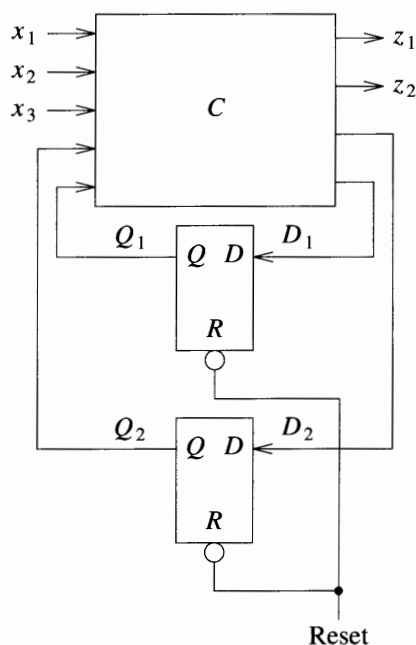 x₁
z₁
x₂
z₂
x₃
C
Q₁
D₁
Q D
R
Q₂
D₂
Q D
R
Reset